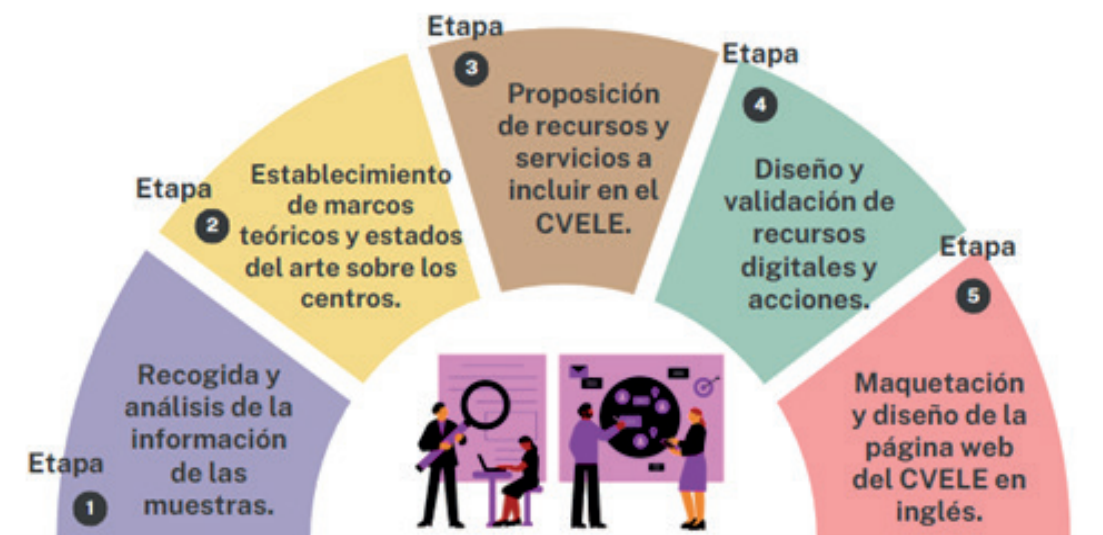 Etapa
1
Recogida y
análisis de la
información
de las
muestras.
Etapa
2
Establecimiento
de marcos
teóricos y estados
del arte sobre los
centros.
Etapa
3
Proposición
de recursos y
servicios a
incluir en el
CVELE.
Etapa
4
Diseño y
validación de
recursos
digitales y
acciones.
Etapa
5
Maquetación
y diseño de la
página web
del CVELE en
inglés.